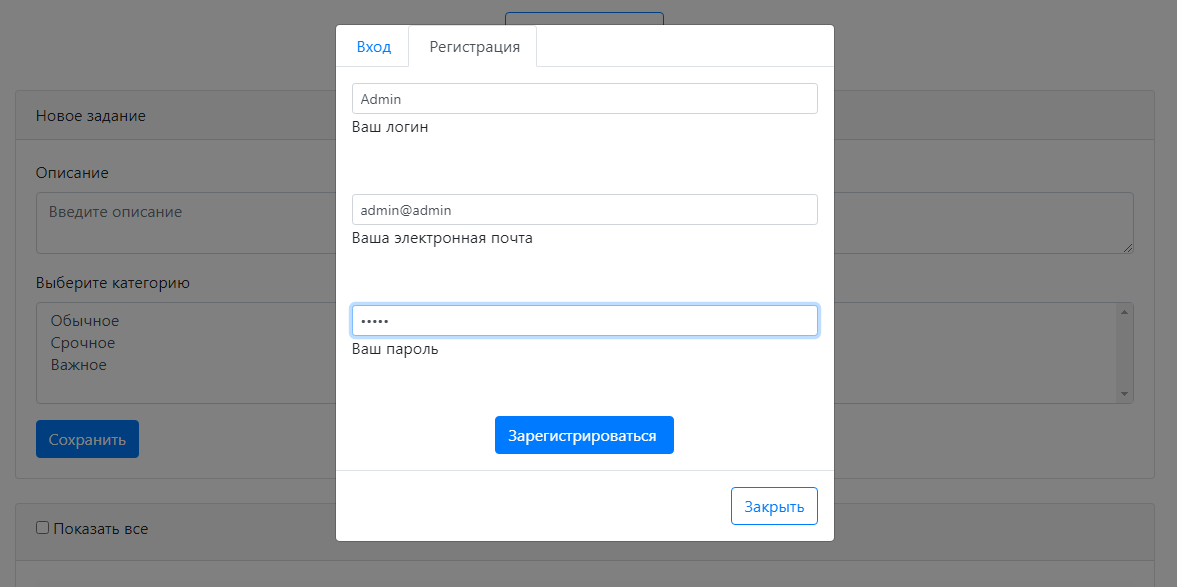 Вход
Регистрация
Admin
Ваш логин
admin@admin
Ваша электронная почта
•••••
Ваш пароль
Зарегистрироваться
Закрыть
Новое задание
Описание
Введите описание
Выберите категорию
Обычное
Срочное
Важное
Сохранить
Показать все